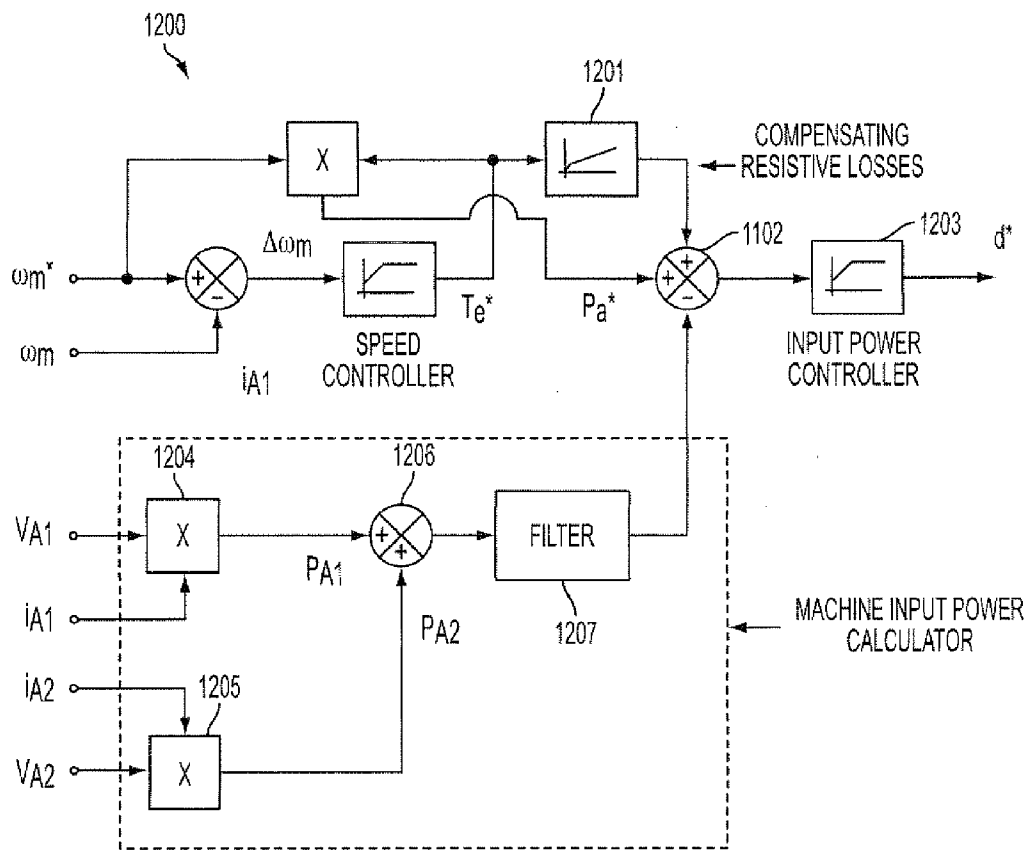 1200
1201
COMPENSATING
RESISTIVE LOSSES
X
1102
1203
d*
Δωm
ωm*
+
-
Te*
Pa*
+
+
-
ωm
SPEED
CONTROLLER
INPUT POWER
CONTROLLER
iA1
1204
1206
VA1
X
+
+
FILTER
PA1
iA1
PA2
1207
MACHINE INPUT POWER
CALCULATOR
iA2
1205
VA2
X